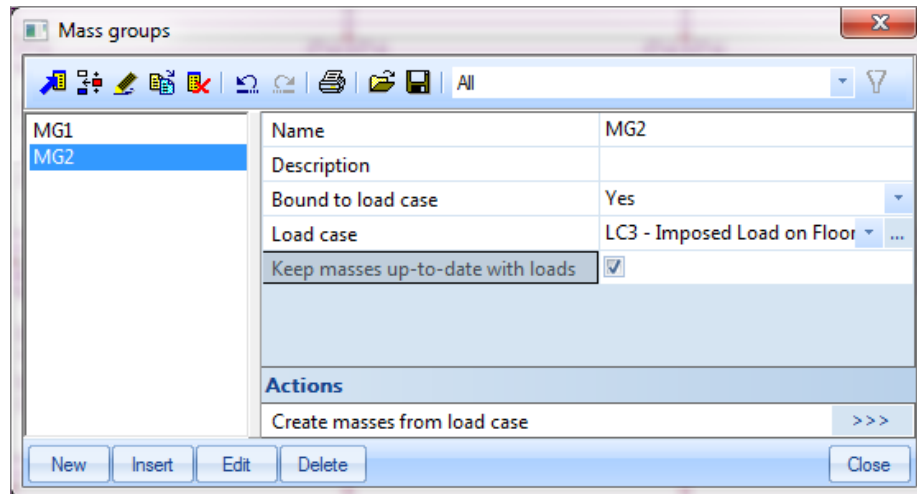 Mass groups
All
MG1
MG2
Name MG2
Description
Bound to load case Yes
Load case LC3 - Imposed Load on Floor ...
Keep masses up-to-date with loads
Actions
Create masses from load case >>>
New Insert Edit Delete Close